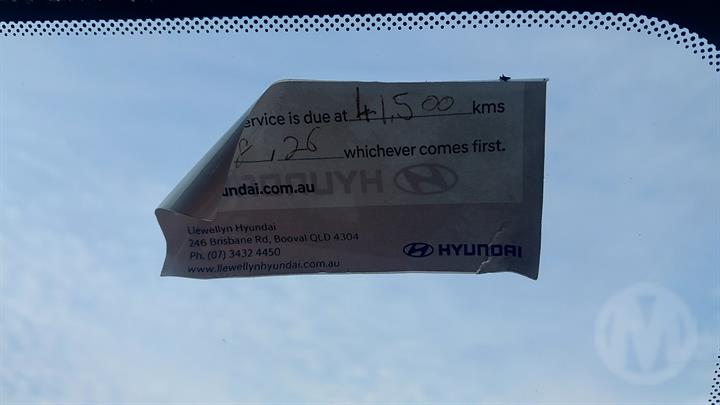 ervice is due at 41,500 kms
8,26 whichever comes first.
undai.com.au
HYUND
Llewellyn Hyundai
246 Brisbane Rd, Booval QLD 4304
Ph. (07) 3432 4450
HYUNDAI
www.llewellynhyundai.com.au
M